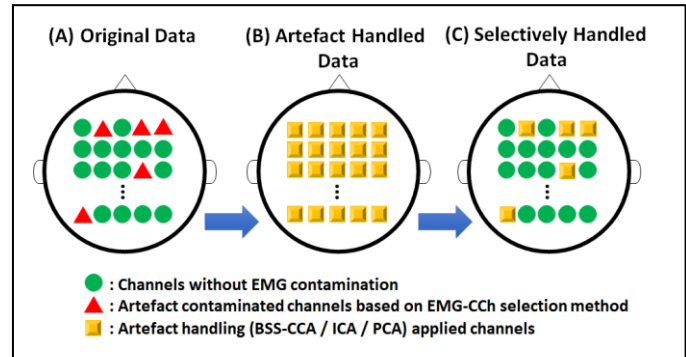 (A) Original Data
(B) Artefact Handled
Data
(C) Selectively Handled
Data
: Channels without EMG contamination
: Artefact contaminated channels based on EMG-CCh selection method
: Artefact handling (BSS-CCA / ICA / PCA) applied channels